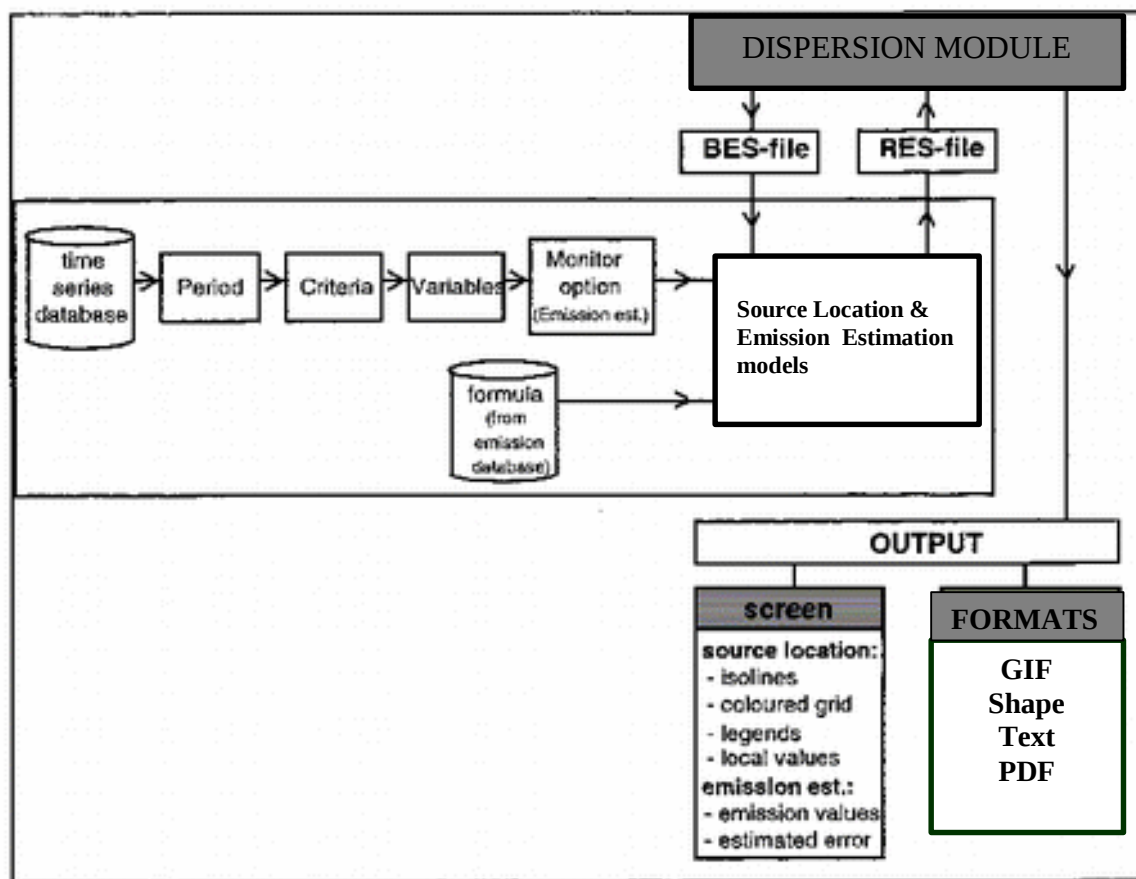 DISPERSION MODULE
BES-file
RES-file
time
series
database
Period
Criteria
Variables
Monitor
option
(Emission est.)
Source Location &
Emission Estimation
models
formula
(from
emission
database)
OUTPUT
screen
source location:
- isolines
- coloured grid
- legends
- local values
emission est.:
- emission values
- estimated error
FORMATS
GIF
Shape
Text
PDF